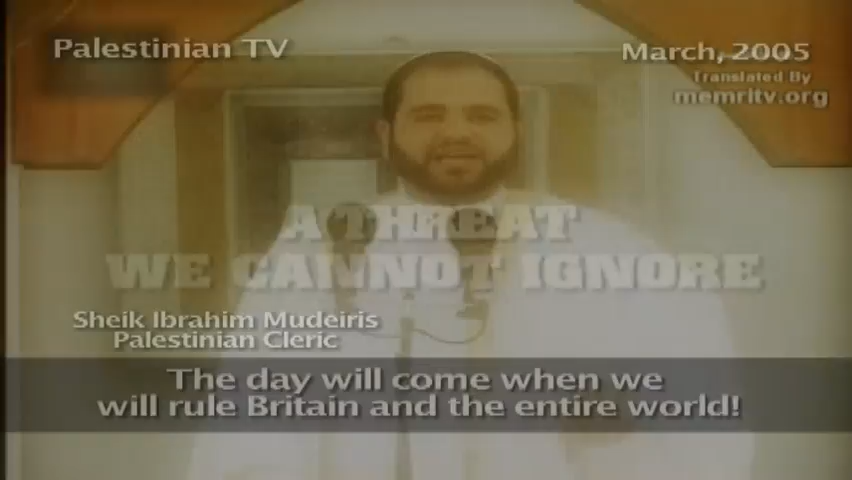 Palestinian TV
March, 2005
Translated By
memritv.org
A THREAT
WE CANNOT IGNORE
Sheik Ibrahim Mudeiris
Palestinian Cleric
The day will come when we
will rule Britain and the entire world!